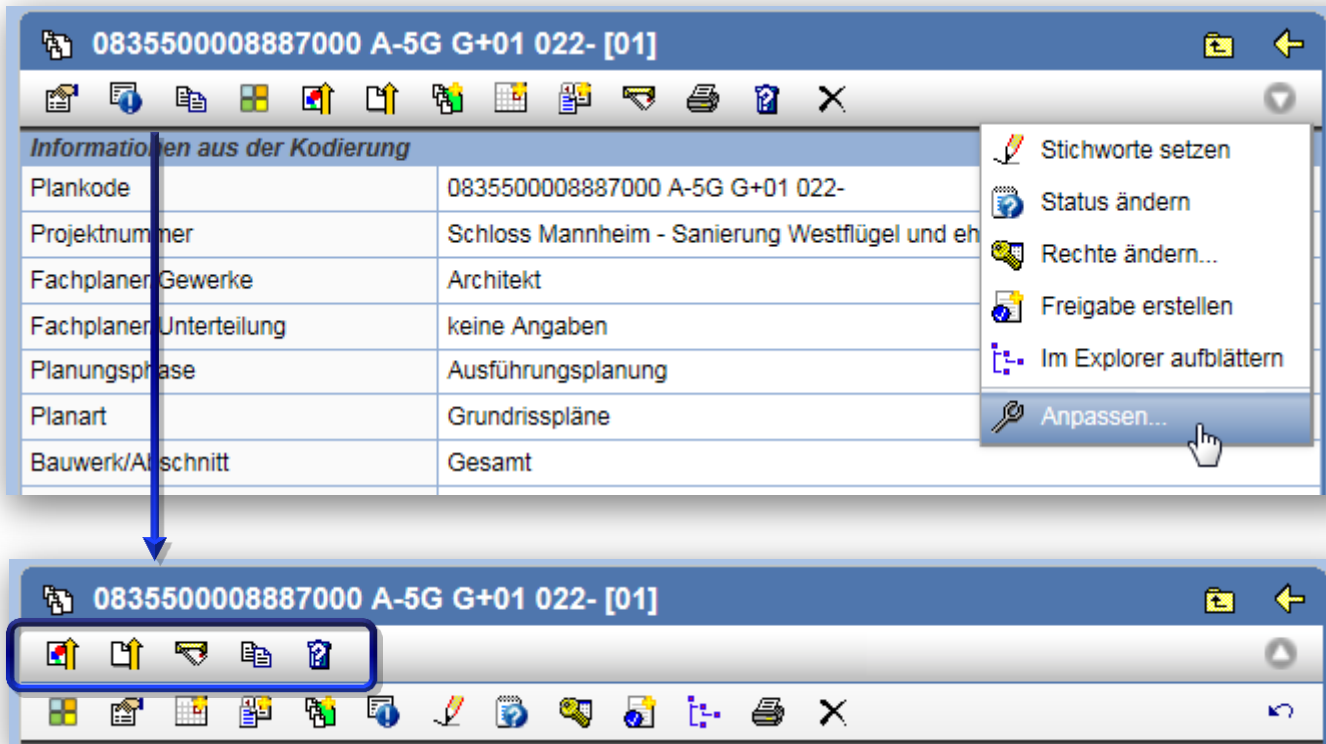 0835500008887000 A-5G G+01 022- [01]
Informationen aus der Kodierung
Plankode 0835500008887000 A-5G G+01 022-
Projektnummer Schloss Mannheim - Sanierung Westflügel und eh
Fachplaner/Gewerke Architekt
Fachplaner/Unterteilung keine Angaben
Planungsphase Ausführungsplanung
Planart Grundrisspläne
Bauwerk/Abschnitt Gesamt
Stichworte setzen
Status ändern
Rechte ändern...
Freigabe erstellen
Im Explorer aufblättern
Anpassen...
0835500008887000 A-5G G+01 022- [01]